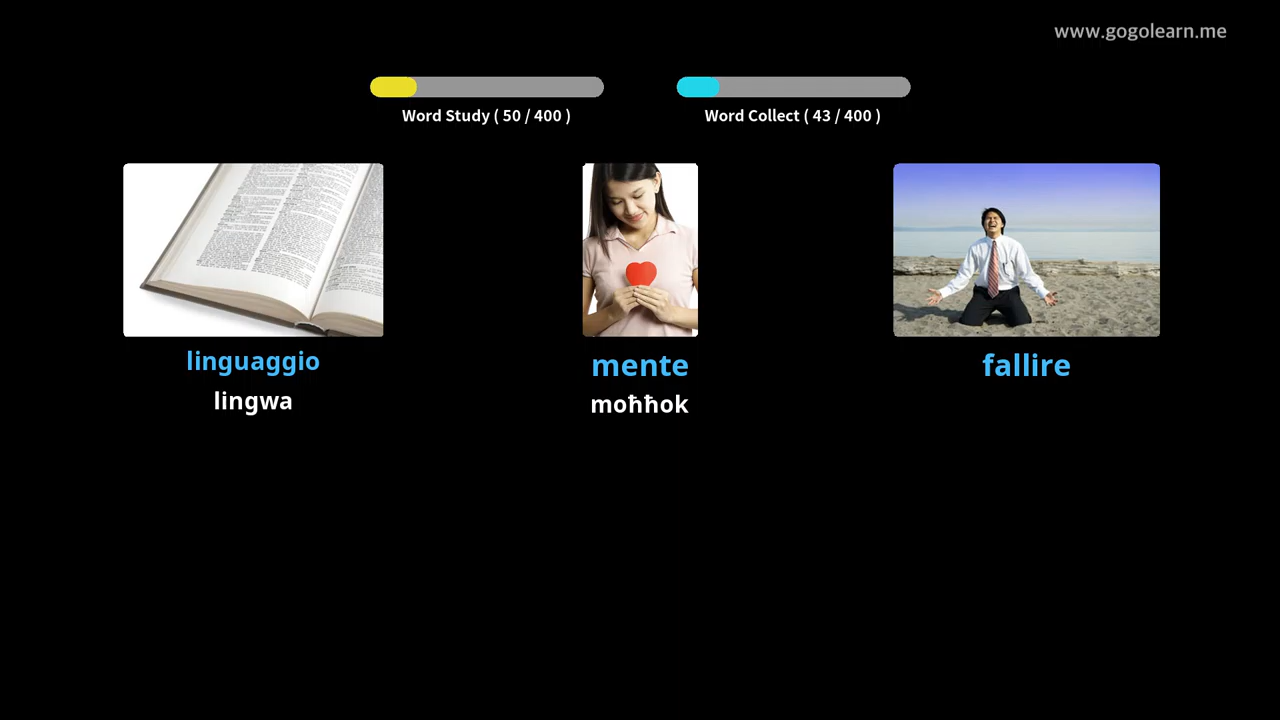 www.gogolearn.me
Word Study ( 50 / 400 )
Word Collect ( 43 / 400 )
linguaggio
lingwa
mente
moħħok
fallire